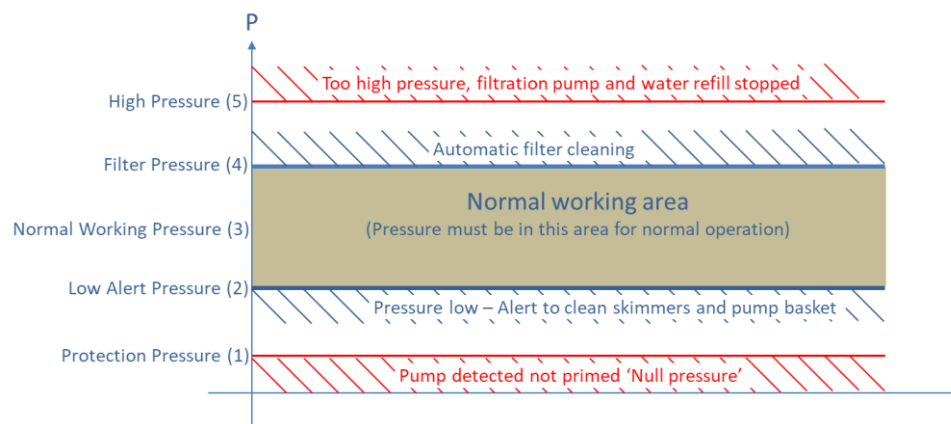 P
Too high pressure, filtration pump and water refill stopped
High Pressure (5)
Automatic filter cleaning
Filter Pressure (4)
Normal working area
Normal Working Pressure (3)
(Pressure must be in this area for normal operation)
Low Alert Pressure (2)
Pressure low – Alert to clean skimmers and pump basket
Protection Pressure (1)
Pump detected not primed ‘Null pressure’